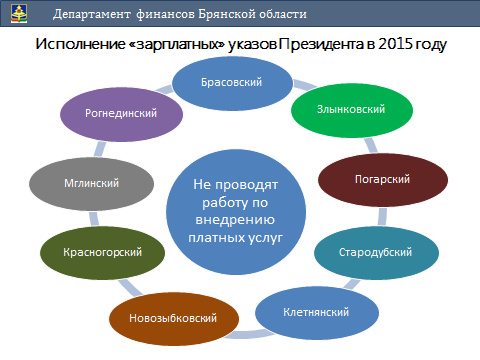 Департамент финансов Брянской области
Исполнение «зарплатных» указов Президента в 2015 году
Брасовский
Злынковский
Погарский
Стародубский
Клетнянский
Новозыбковский
Красногорский
Мглинский
Рогнединский
Не проводят
работу по
внедрению
платных услуг